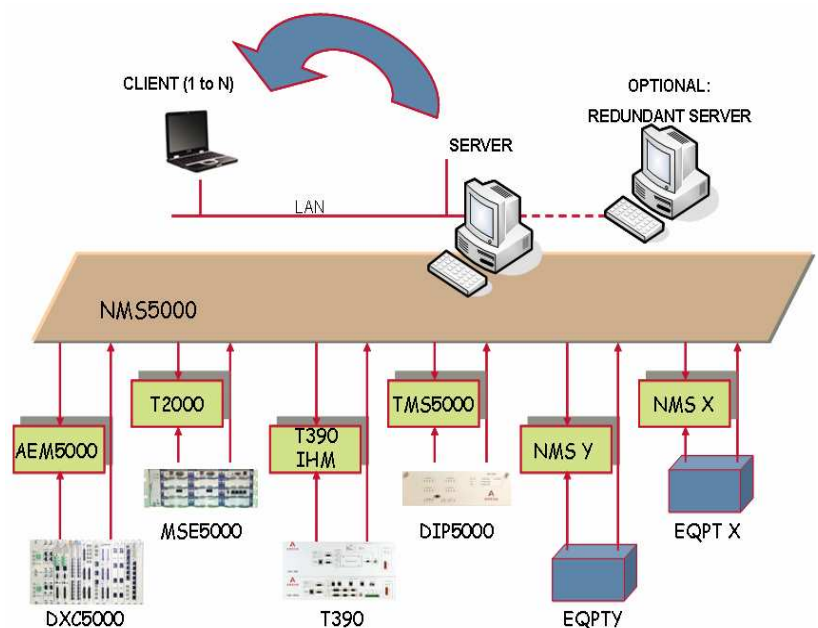 CLIENT (1 to N)
OPTIONAL:
REDUNDANT SERVER
SERVER
LAN
NMS5000
T2000
TMS5000
NMS X
AEM5000
T390
IHM
NMS Y
MSE5000
DIP5000
EQPT X
DXC5000
T390
EQPTY